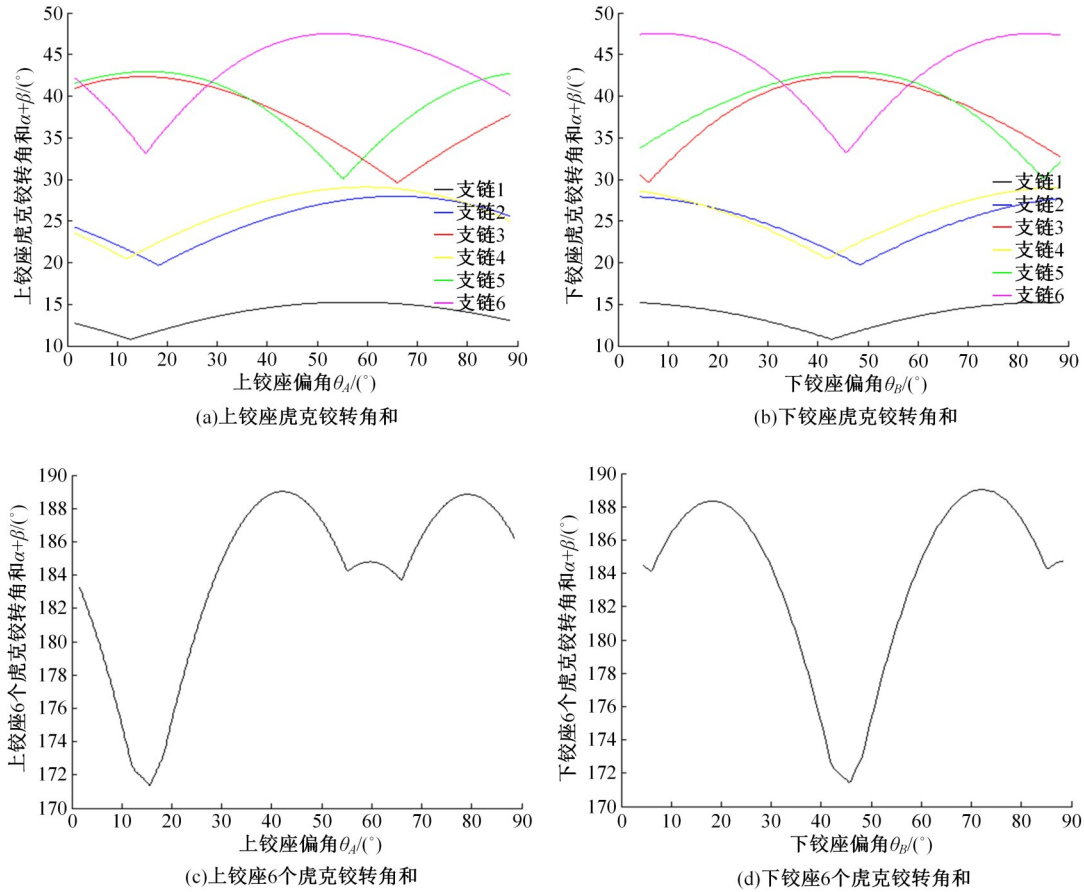 50
45
40
35
30
25
20
15
10
上铰座虎克铰转角和α+β/(°)
支链1
支链2
支链3
支链4
支链5
支链6
0 10 20 30 40 50 60 70 80 90
上铰座偏角θA/(°)
(a)上铰座虎克铰转角和
50
45
40
35
30
25
20
15
10
下铰座虎克铰转角和α+β/(°)
支链1
支链2
支链3
支链4
支链5
支链6
0 10 20 30 40 50 60 70 80 90
下铰座偏角θB/(°)
(b)下铰座虎克铰转角和
190
188
186
184
182
180
178
176
174
172
170
上铰座6个虎克铰转角和α+β/(°)
0 10 20 30 40 50 60 70 80 90
上铰座偏角θA/(°)
(c)上铰座6个虎克铰转角和
190
188
186
184
182
180
178
176
174
172
170
下铰座6个虎克铰转角和α+β/(°)
0 10 20 30 40 50 60 70 80 90
下铰座偏角θB/(°)
(d)下铰座6个虎克铰转角和